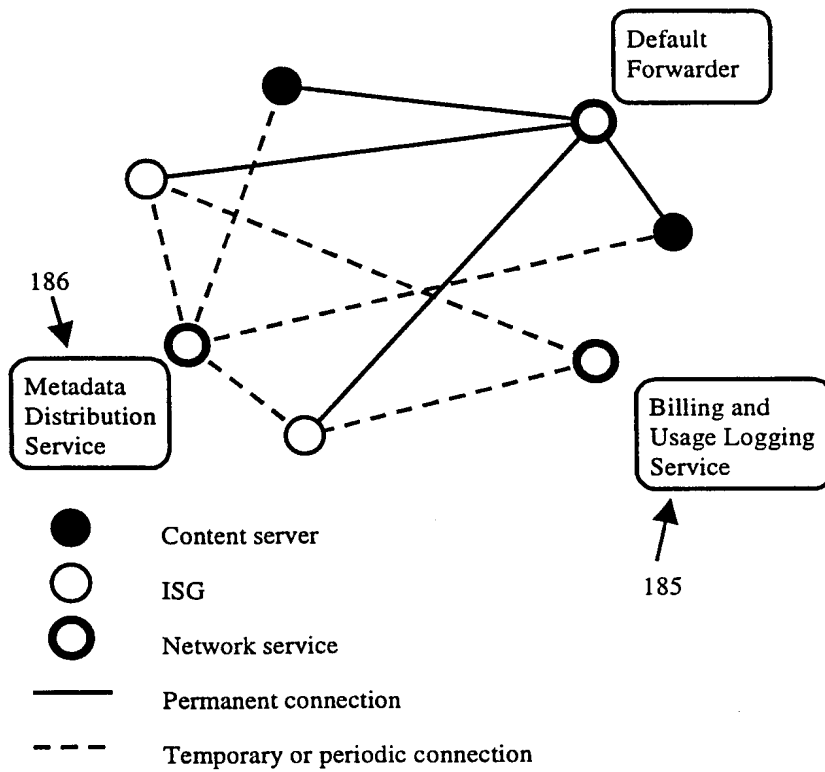 Default
Forwarder
186
Metadata
Distribution
Service
Billing and
Usage Logging
Service
185
Content server
ISG
Network service
Permanent connection
Temporary or periodic connection